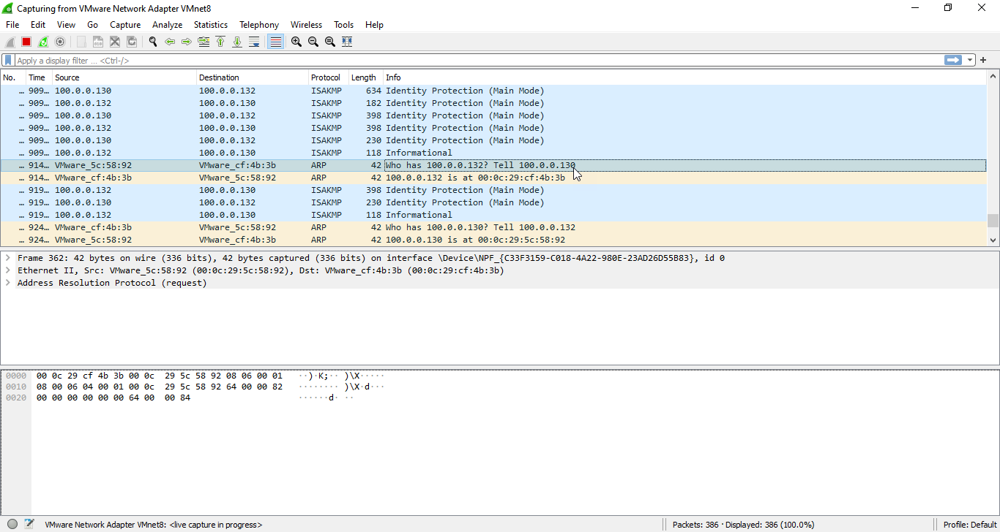 Capturing from VMware Network Adapter VMnet8
File Edit View Go Capture Analyze Statistics Telephony Wireless Tools Help
Apply a display filter ... <Ctrl-/>
No. Time Source Destination Protocol Length Info
... 909... 100.0.0.130 100.0.0.132 ISAKMP 634 Identity Protection (Main Mode)
... 909... 100.0.0.132 100.0.0.130 ISAKMP 182 Identity Protection (Main Mode)
... 909... 100.0.0.130 100.0.0.132 ISAKMP 398 Identity Protection (Main Mode)
... 909... 100.0.0.132 100.0.0.130 ISAKMP 398 Identity Protection (Main Mode)
... 909... 100.0.0.130 100.0.0.132 ISAKMP 230 Identity Protection (Main Mode)
... 909... 100.0.0.132 100.0.0.130 ISAKMP 118 Informational
... 914... VMware_5c:58:92 VMware_cf:4b:3b ARP 42 Who has 100.0.0.132? Tell 100.0.0.130
... 914... VMware_cf:4b:3b VMware_5c:58:92 ARP 42 100.0.0.132 is at 00:0c:29:cf:4b:3b
... 919... 100.0.0.132 100.0.0.130 ISAKMP 398 Identity Protection (Main Mode)
... 919... 100.0.0.130 100.0.0.132 ISAKMP 230 Identity Protection (Main Mode)
... 919... 100.0.0.132 100.0.0.130 ISAKMP 118 Informational
... 924... VMware_cf:4b:3b VMware_5c:58:92 ARP 42 Who has 100.0.0.130? Tell 100.0.0.132
... 924... VMware_5c:58:92 VMware_cf:4b:3b ARP 42 100.0.0.130 is at 00:0c:29:5c:58:92
Frame 362: 42 bytes on wire (336 bits), 42 bytes captured (336 bits) on interface \Device\NPF_{C33F3159-C018-4A22-980E-23AD26D55B83}, id 0
Ethernet II, Src: VMware_5c:58:92 (00:0c:29:5c:58:92), Dst: VMware_cf:4b:3b (00:0c:29:cf:4b:3b)
Address Resolution Protocol (request)
0000 00 0c 29 cf 4b 3b 00 0c 29 5c 58 92 08 06 00 01 ··)·K;·· )\X·····
0010 08 00 06 04 00 01 00 0c 29 5c 58 92 64 00 00 82 ········ )\X·d···
0020 00 00 00 00 00 00 64 00 00 84 ······d· ··
VMware Network Adapter VMnet8: <live capture in progress> Packets: 386 · Displayed: 386 (100.0%) Profile: Default